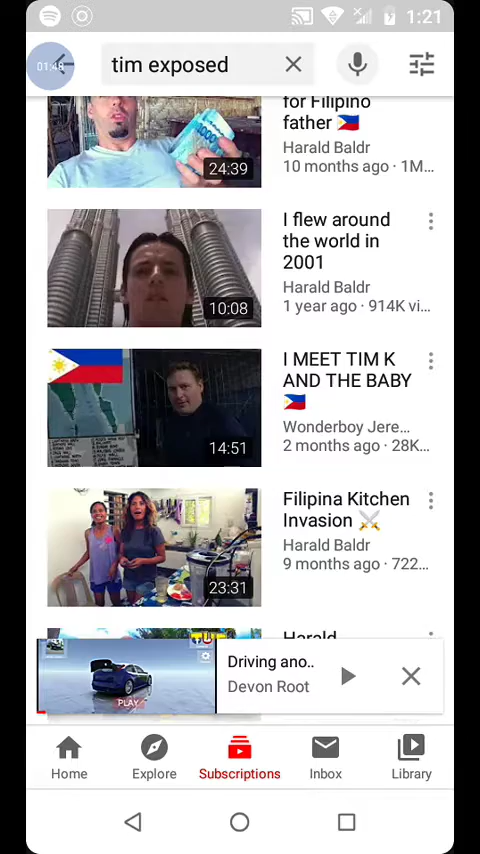 1:21
01:48
tim exposed
for Filipino
father 🇵🇭
Harald Baldr
10 months ago · 1M...
24:39
I flew around
the world in
2001
Harald Baldr
1 year ago · 914K vi...
10:08
I MEET TIM K
AND THE BABY
🇵🇭
Wonderboy Jere...
2 months ago · 28K...
14:51
Filipina Kitchen
Invasion ⚔️
Harald Baldr
9 months ago · 722...
23:31
Harald
Driving ano..
Devon Root
PLAY
Home
Explore
Subscriptions
Inbox
Library